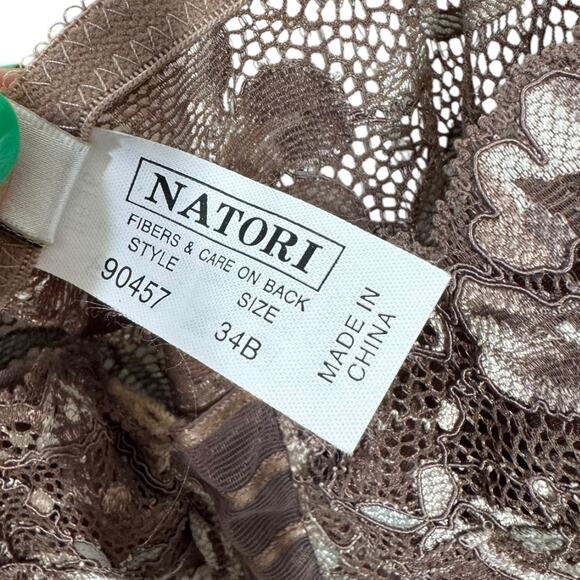 NATORI
FIBERS & CARE ON BACK
STYLE SIZE
90457 34B
MADE IN
CHINA